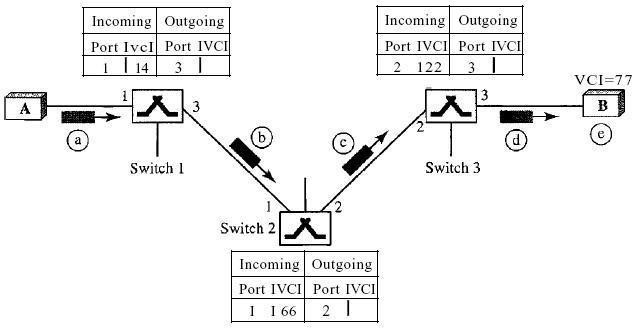 Incoming Outgoing
Port IvcI Port IVCI
1 | 14 3 |
Incoming Outgoing
Port IVCI Port IVCI
2 122 3 |
VCI=77
A
1
3
a
b
c
d
e
2
3
B
Switch 1
Switch 3
1
2
Switch 2
Incoming Outgoing
Port IVCI Port IVCI
I I 66 2 |